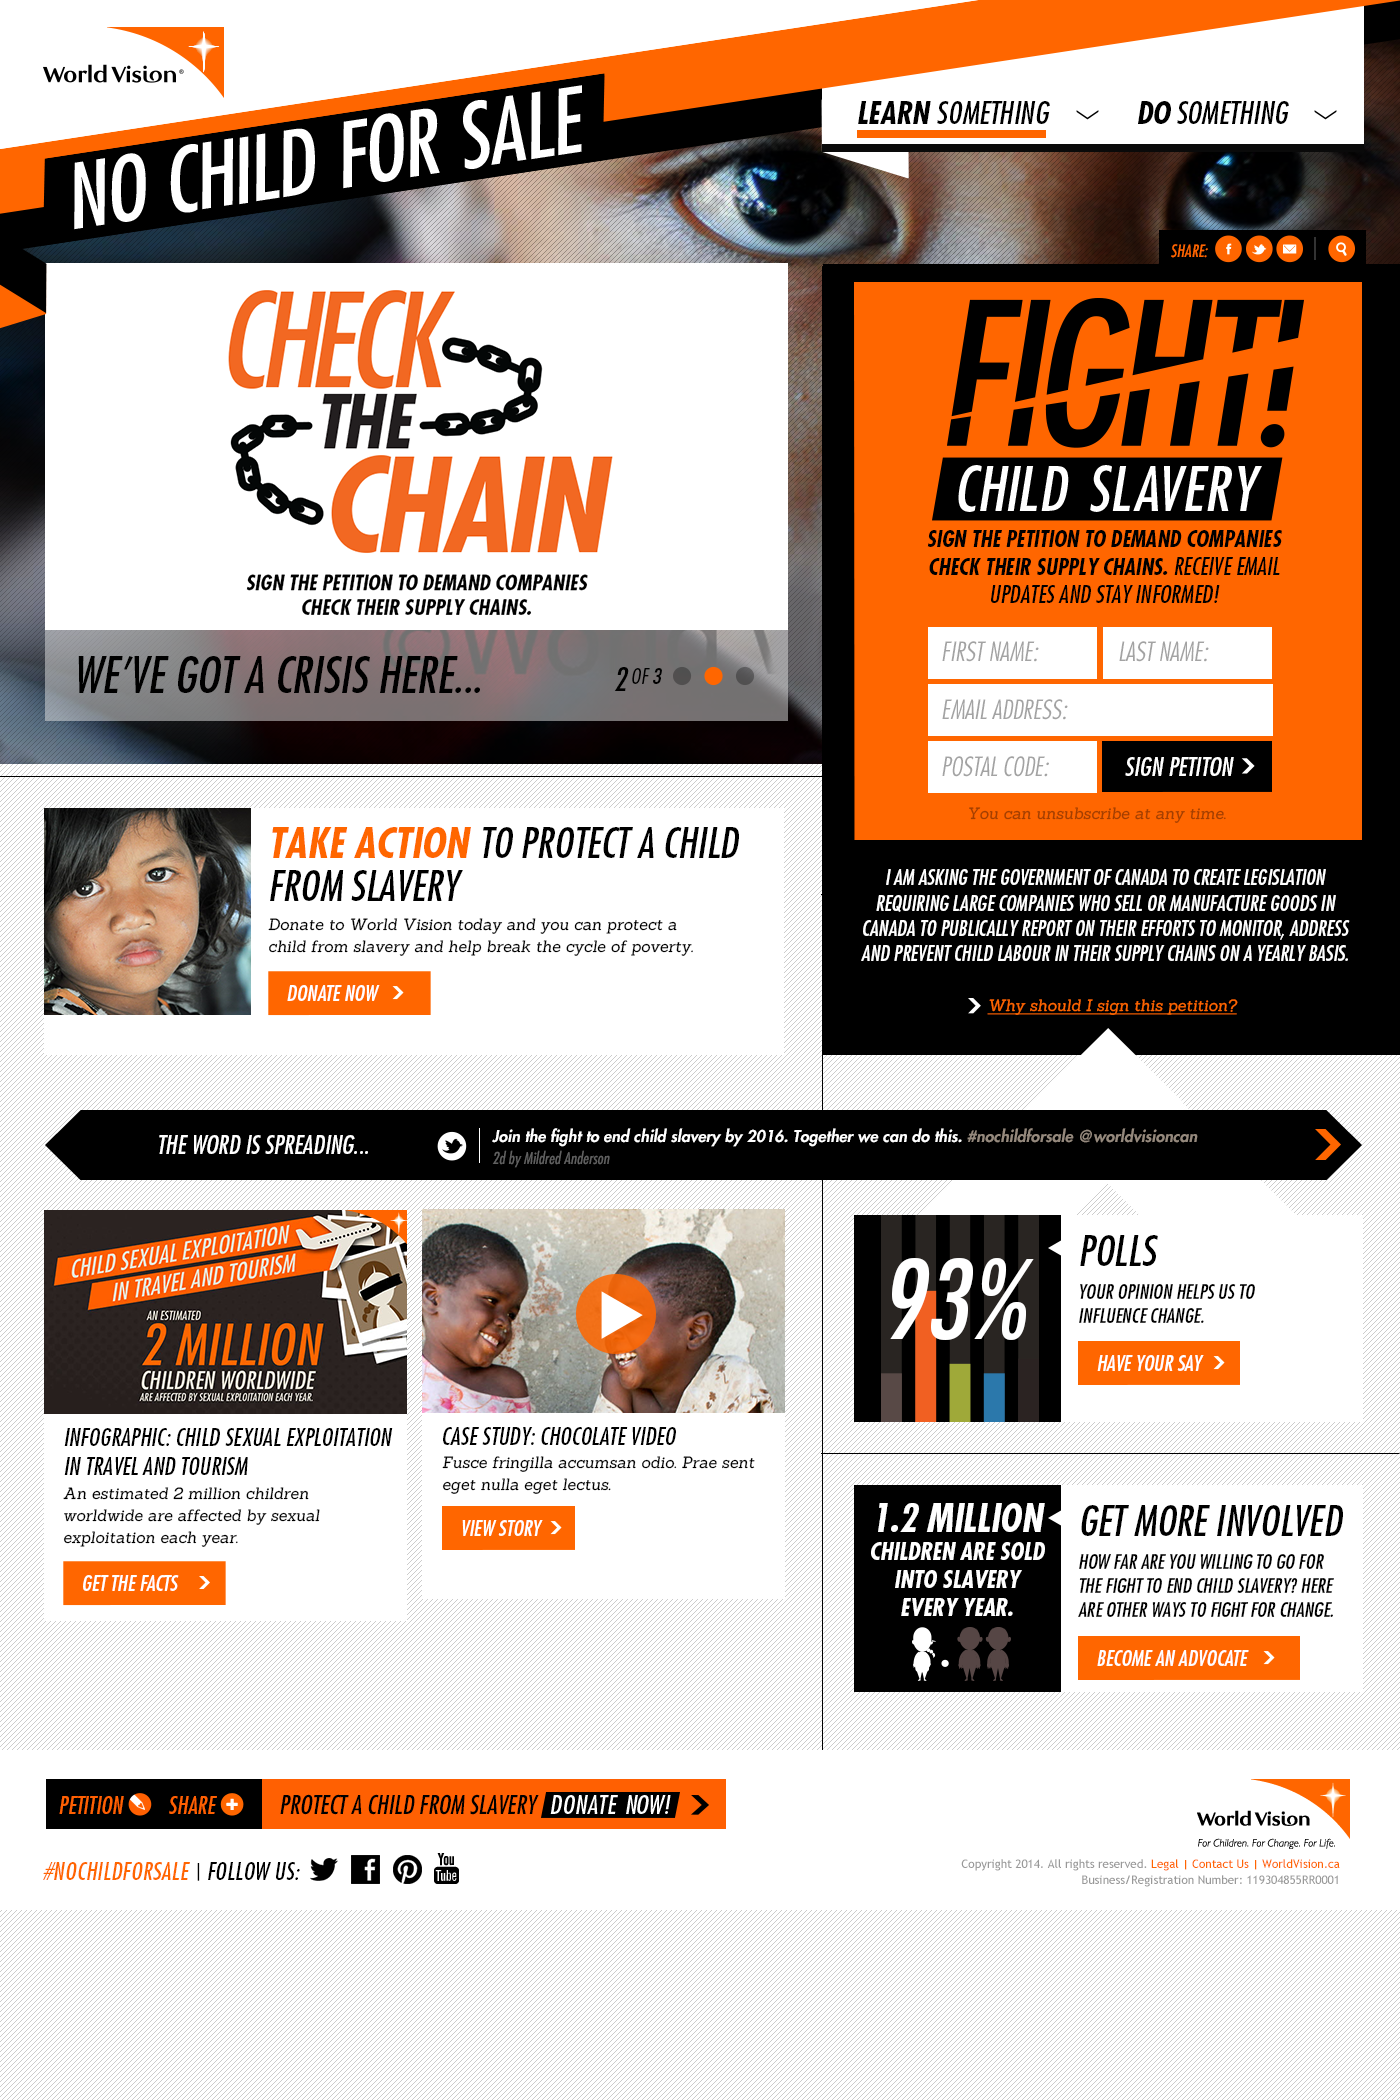 World Vision®
NO CHILD FOR SALE
LEARN SOMETHING
DO SOMETHING
SHARE:
CHECK
THE
CHAIN
SIGN THE PETITION TO DEMAND COMPANIES
CHECK THEIR SUPPLY CHAINS.
WE'VE GOT A CRISIS HERE...
2 OF 3
FIGHT!
CHILD SLAVERY
SIGN THE PETITION TO DEMAND COMPANIES
CHECK THEIR SUPPLY CHAINS. RECEIVE EMAIL
UPDATES AND STAY INFORMED!
FIRST NAME:
LAST NAME:
EMAIL ADDRESS:
POSTAL CODE:
SIGN PETITON
You can unsubscribe at any time.
I AM ASKING THE GOVERNMENT OF CANADA TO CREATE LEGISLATION
REQUIRING LARGE COMPANIES WHO SELL OR MANUFACTURE GOODS IN
CANADA TO PUBLICALLY REPORT ON THEIR EFFORTS TO MONITOR, ADDRESS
AND PREVENT CHILD LABOUR IN THEIR SUPPLY CHAINS ON A YEARLY BASIS.
Why should I sign this petition?
TAKE ACTION TO PROTECT A CHILD
FROM SLAVERY
Donate to World Vision today and you can protect a
child from slavery and help break the cycle of poverty.
DONATE NOW
THE WORD IS SPREADING...
Join the fight to end child slavery by 2016. Together we can do this. #nochildforsale @worldvisioncan
2d by Mildred Anderson
CHILD SEXUAL EXPLOITATION
IN TRAVEL AND TOURISM
AN ESTIMATED
2 MILLION
CHILDREN WORLDWIDE
ARE AFFECTED BY SEXUAL EXPLOITATION EACH YEAR.
INFOGRAPHIC: CHILD SEXUAL EXPLOITATION
IN TRAVEL AND TOURISM
An estimated 2 million children
worldwide are affected by sexual
exploitation each year.
GET THE FACTS
CASE STUDY: CHOCOLATE VIDEO
Fusce fringilla accumsan odio. Prae sent
eget nulla eget lectus.
VIEW STORY
93%
POLLS
YOUR OPINION HELPS US TO
INFLUENCE CHANGE.
HAVE YOUR SAY
1.2 MILLION
CHILDREN ARE SOLD
INTO SLAVERY
EVERY YEAR.
GET MORE INVOLVED
HOW FAR ARE YOU WILLING TO GO FOR
THE FIGHT TO END CHILD SLAVERY? HERE
ARE OTHER WAYS TO FIGHT FOR CHANGE.
BECOME AN ADVOCATE
PETITION
SHARE
PROTECT A CHILD FROM SLAVERY DONATE NOW!
#NOCHILDFORSALE | FOLLOW US:
You
Tube
World Vision
For Children. For Change. For Life.
Copyright 2014. All rights reserved. Legal | Contact Us | WorldVision.ca
Business/Registration Number: 119304855RR0001